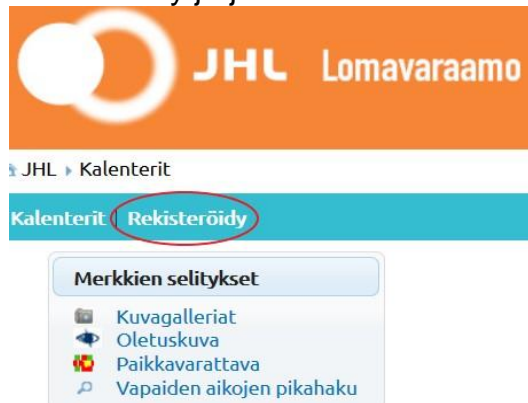 JHL Lomavaraamo
JHL Kalenterit
Kalenterit Rekisteröidy
Merkkien selitykset
Kuvagalleriat
Oletuskuva
Paikkavarattava
Vapaiden aikojen pikahaku